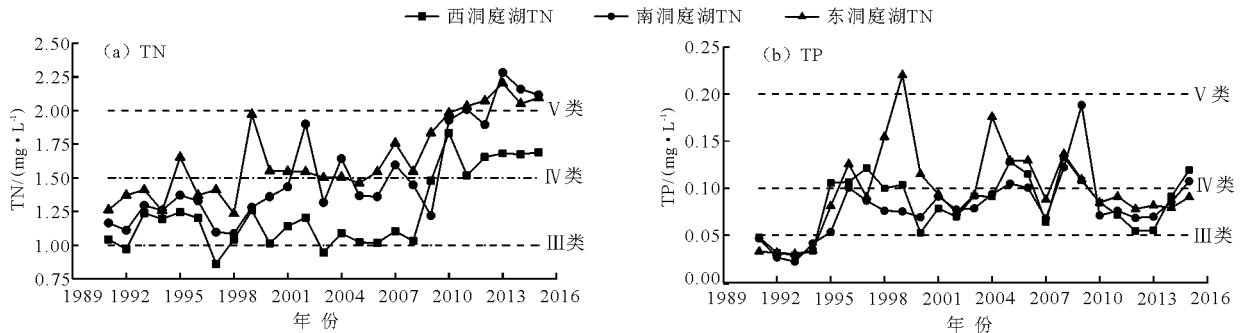 西洞庭湖TN 南洞庭湖TN 东洞庭湖TN
(a) TN
TN/(mg·L⁻¹)
2.50
2.25
2.00
1.75
1.50
1.25
1.00
0.75
V类
Ⅳ类
Ⅲ类
1989 1992 1995 1998 2001 2004 2007 2010 2013 2016
年 份
(b) TP
TP/(mg·L⁻¹)
0.25
0.20
0.15
0.10
0.05
0.00
V类
Ⅳ类
Ⅲ类
1989 1992 1995 1998 2001 2004 2007 2010 2013 2016
年 份